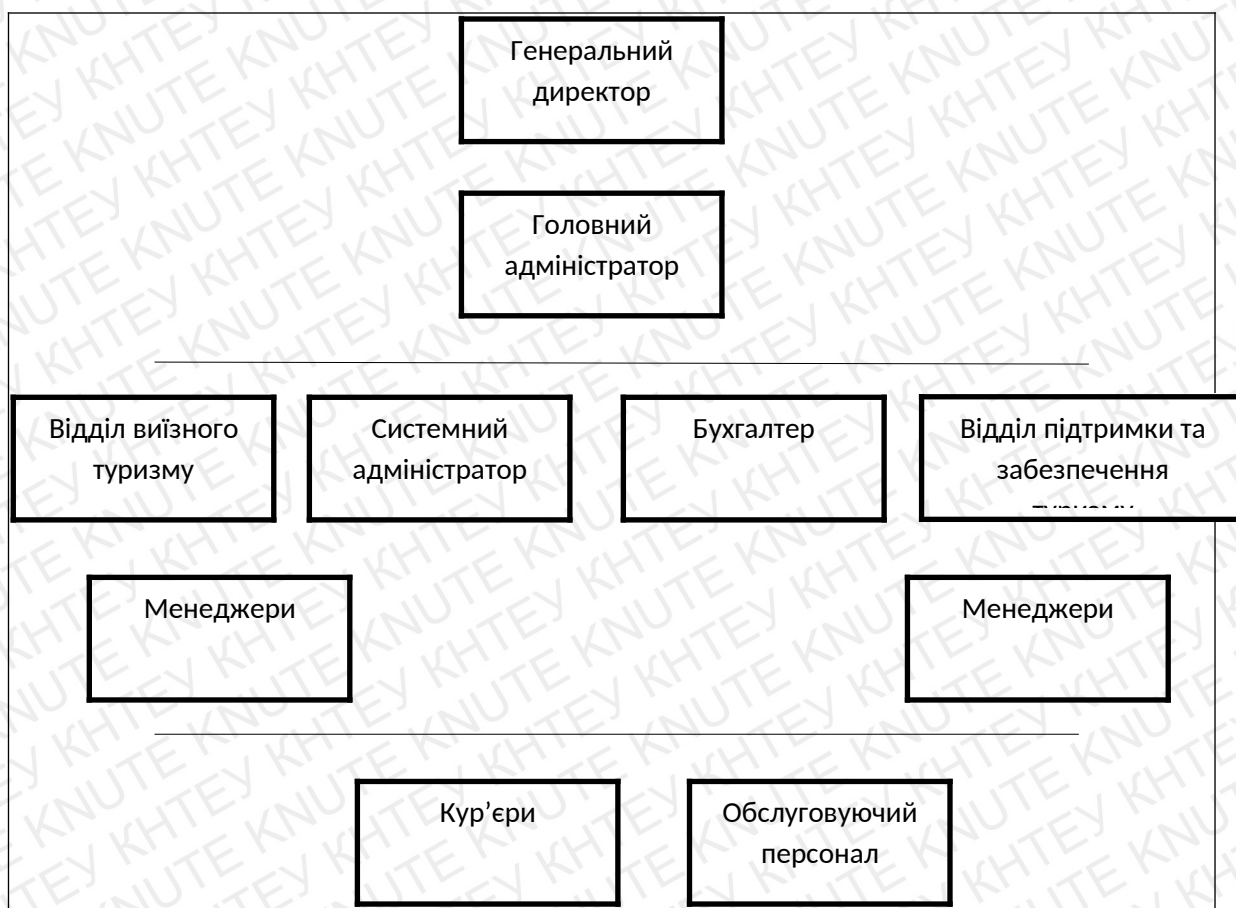 Генеральний
директор
Головний
адміністратор
Відділ виїзного
туризму
Системний
адміністратор
Бухгалтер
Відділ підтримки та
забезпечення
Менеджери
Менеджери
Кур’єри
Обслуговуючий
персонал